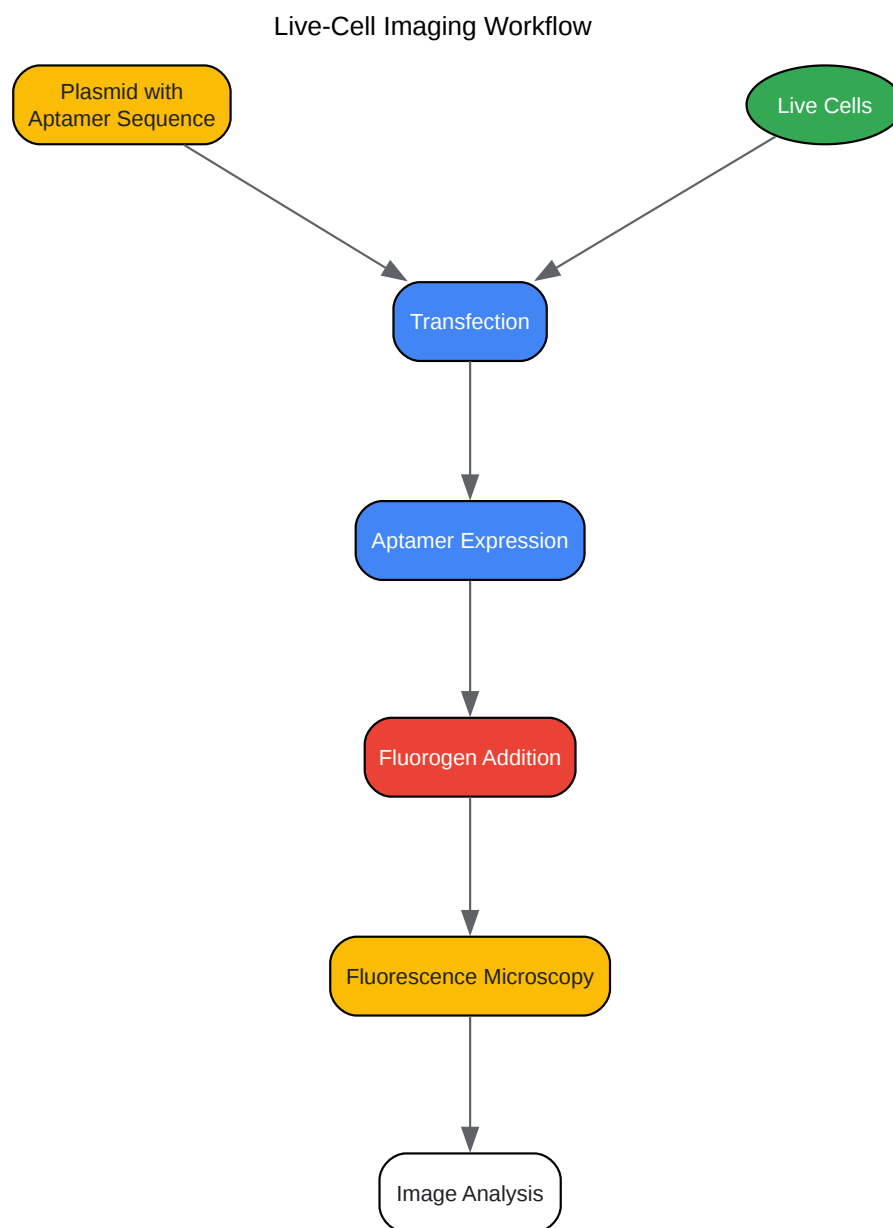 Live-Cell Imaging Workflow
Plasmid with
Aptamer Sequence
Live Cells
Transfection
Aptamer Expression
Fluorogen Addition
Fluorescence Microscopy
Image Analysis